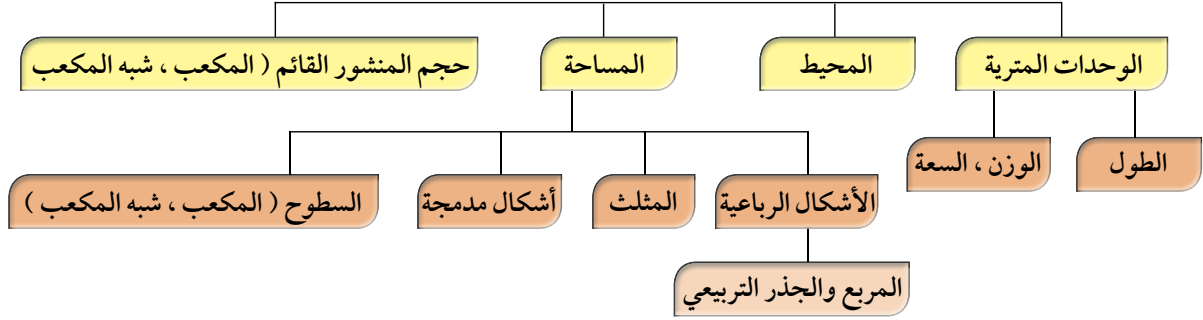 الوحدات المترية
المحيط
المساحة
حجم المنشور القائم ( المكعب ، شبه المكعب
الطول
الوزن ، السعة
الأشكال الرباعية
المثلث
أشكال مدمجة
السطوح ( المكعب ، شبه المكعب )
المربع والجذر التربيعي